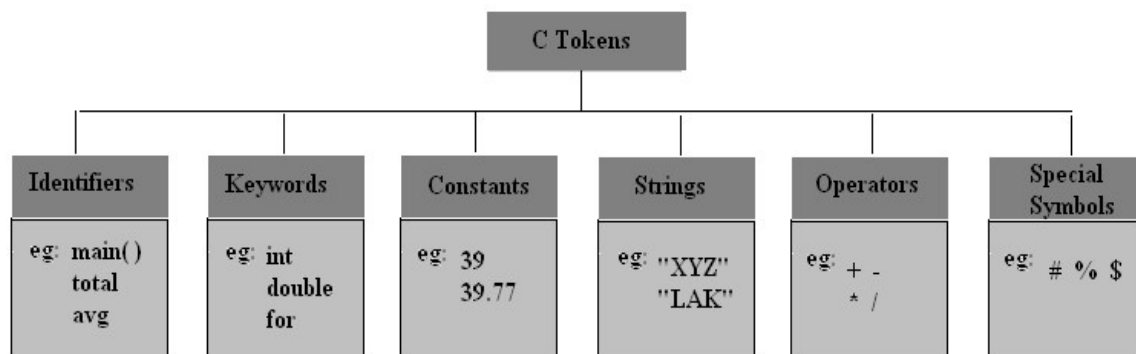 C Tokens
Identifiers
eg: main( )
total
avg
Keywords
eg: int
double
for
Constants
eg: 39
39.77
Strings
eg: "XYZ"
"LAK"
Operators
eg: + -
* /
Special
Symbols
eg: # % $